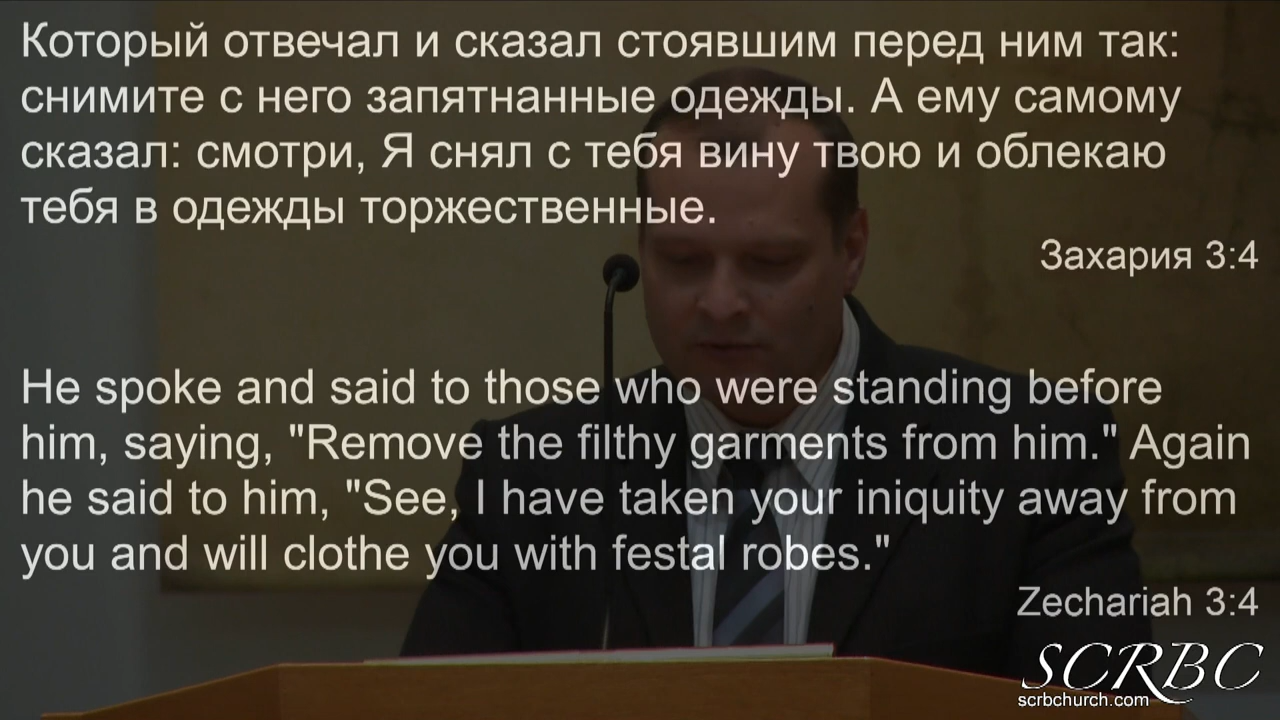 Который отвечал и сказал стоявшим перед ним так:
снимите с него запятнанные одежды. А ему самому
сказал: смотри, Я снял с тебя вину твою и облекаю
тебя в одежды торжественные.
Захария 3:4
He spoke and said to those who were standing before
him, saying, "Remove the filthy garments from him." Again
he said to him, "See, I have taken your iniquity away from
you and will clothe you with festal robes."
Zechariah 3:4
SCRBC
scrbchurch.com